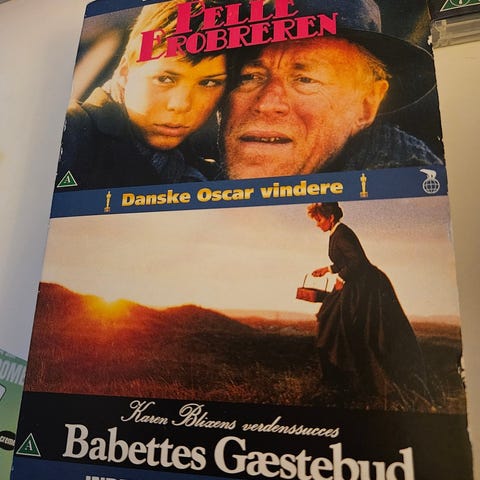 PELLE
EROBREREN
A
Danske Oscar vindere
Karen Blixens verdenssucces
A
Babettes Gæstebud